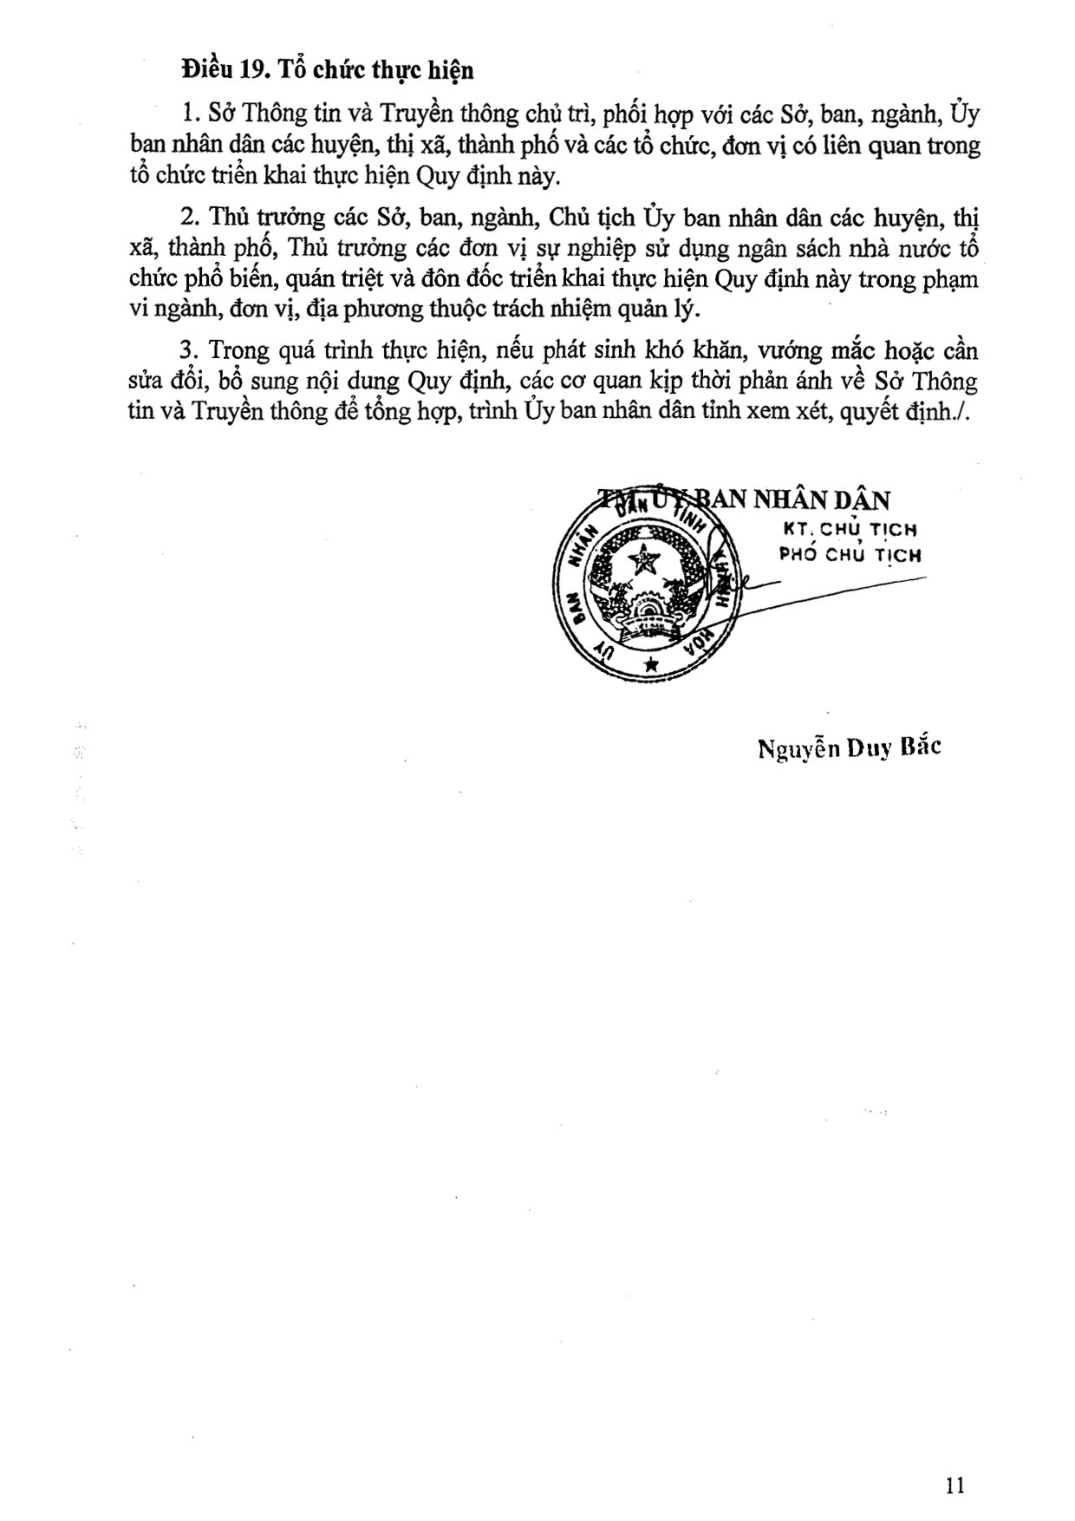 Điều 19. Tổ chức thực hiện
1. Sở Thông tin và Truyền thông chủ trì, phối hợp với các Sở, ban, ngành, Ủy
ban nhân dân các huyện, thị xã, thành phố và các tổ chức, đơn vị có liên quan trong
tổ chức triển khai thực hiện Quy định này.
2. Thủ trưởng các Sở, ban, ngành, Chủ tịch Ủy ban nhân dân các huyện, thị
xã, thành phố, Thủ trưởng các đơn vị sự nghiệp sử dụng ngân sách nhà nước tổ
chức phổ biến, quán triệt và đôn đốc triển khai thực hiện Quy định này trong phạm
vi ngành, đơn vị, địa phương thuộc trách nhiệm quản lý.
3. Trong quá trình thực hiện, nếu phát sinh khó khăn, vướng mắc hoặc cần
sửa đổi, bổ sung nội dung Quy định, các cơ quan kịp thời phản ánh về Sở Thông
tin và Truyền thông để tổng hợp, trình Ủy ban nhân dân tỉnh xem xét, quyết định./.
TM. ỦY BAN NHÂN DÂN
KT. CHỦ TỊCH
PHÓ CHỦ TỊCH
ỦY BAN NHÂN DÂN TỈNH KHÁNH HÒA
Nguyễn Duy Bắc
11